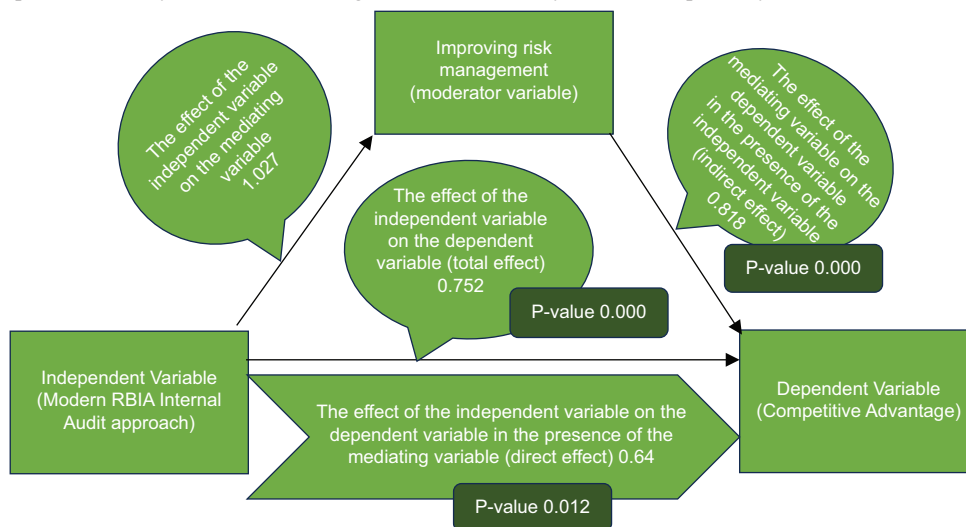 Improving risk
management
(moderator variable)
The effect of the
independent variable
on the mediating
variable
1.027
The effect of the
mediating variable on the
dependent variable
in the presence of the
independent variable
(indirect effect)
0.818
P-value 0.000
The effect of the
independent variable
on the dependent
variable (total effect)
0.752
P-value 0.000
Independent Variable
(Modern RBIA Internal
Audit approach)
Dependent Variable
(Competitive Advantage)
The effect of the independent variable on the
dependent variable in the presence of the
mediating variable (direct effect) 0.64
P-value 0.012